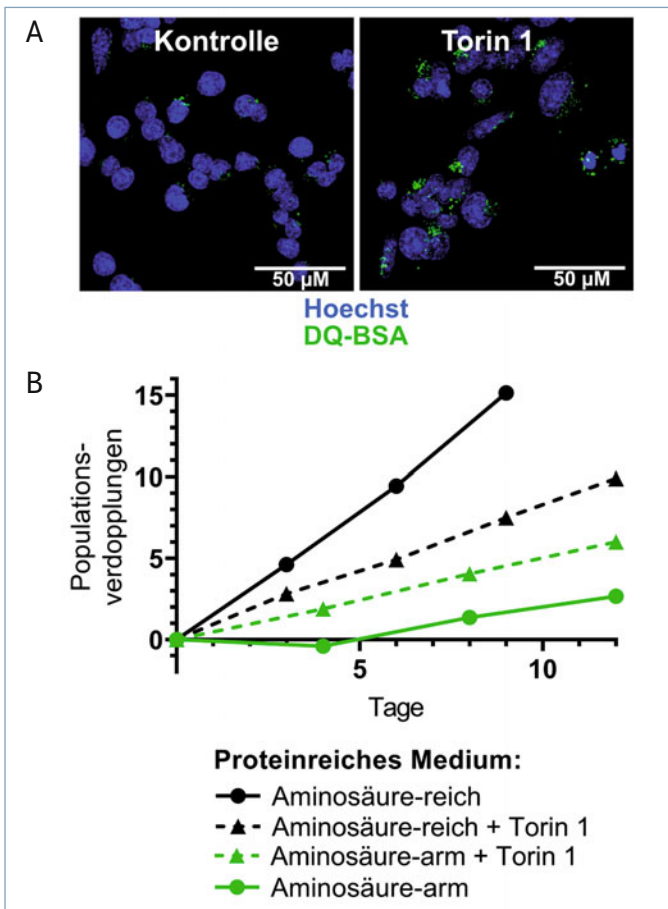 A
Kontrolle
Torin 1
50 µM
50 µM
Hoechst
DQ-BSA
B
Populations-
verdopplungen
15
10
5
0
5
10
Tage
Proteinreiches Medium:
Aminosäure-reich
Aminosäure-reich + Torin 1
Aminosäure-arm + Torin 1
Aminosäure-arm